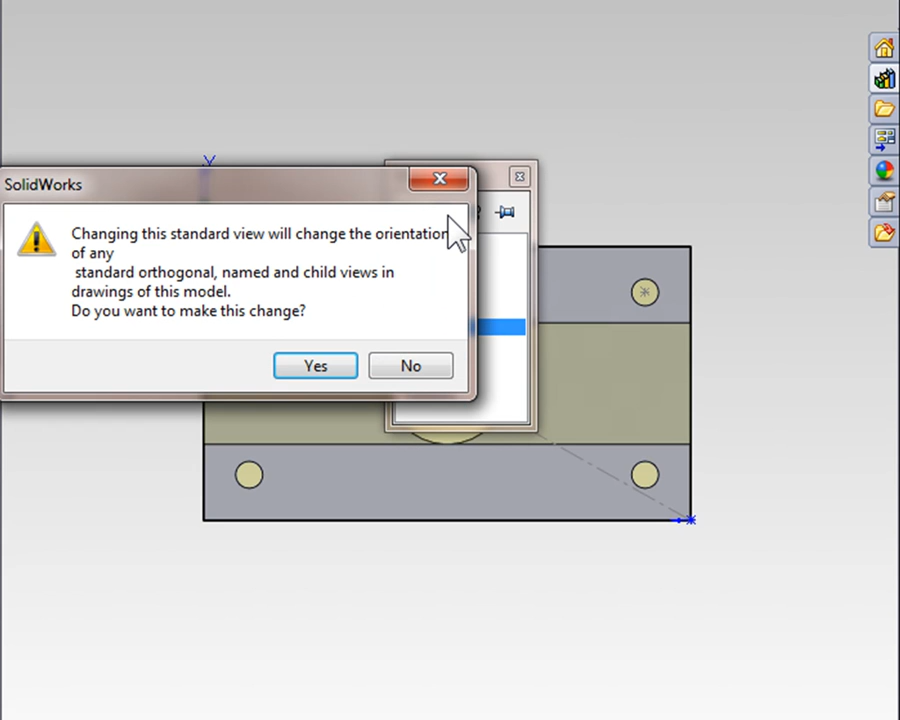 Y
SolidWorks
Changing this standard view will change the orientation
of any
standard orthogonal, named and child views in
drawings of this model.
Do you want to make this change?
Yes
No